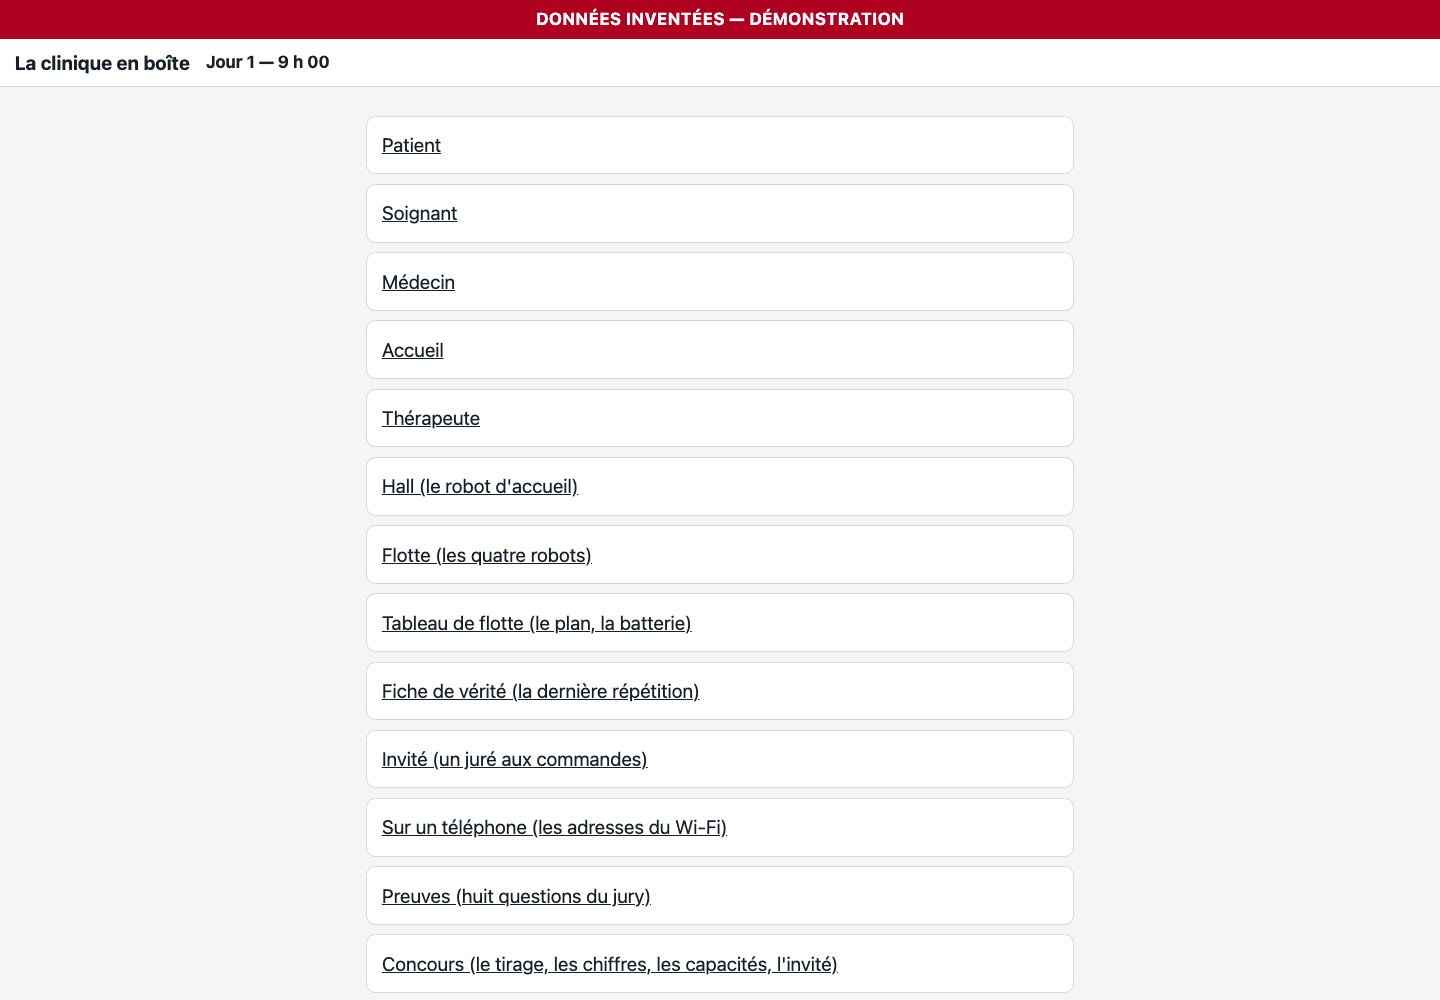 DONNÉES INVENTÉES — DÉMONSTRATION
La clinique en boîte Jour 1 — 9 h 00
Patient
Soignant
Médecin
Accueil
Thérapeute
Hall (le robot d'accueil)
Flotte (les quatre robots)
Tableau de flotte (le plan, la batterie)
Fiche de vérité (la dernière répétition)
Invité (un juré aux commandes)
Sur un téléphone (les adresses du Wi-Fi)
Preuves (huit questions du jury)
Concours (le tirage, les chiffres, les capacités, l'invité)